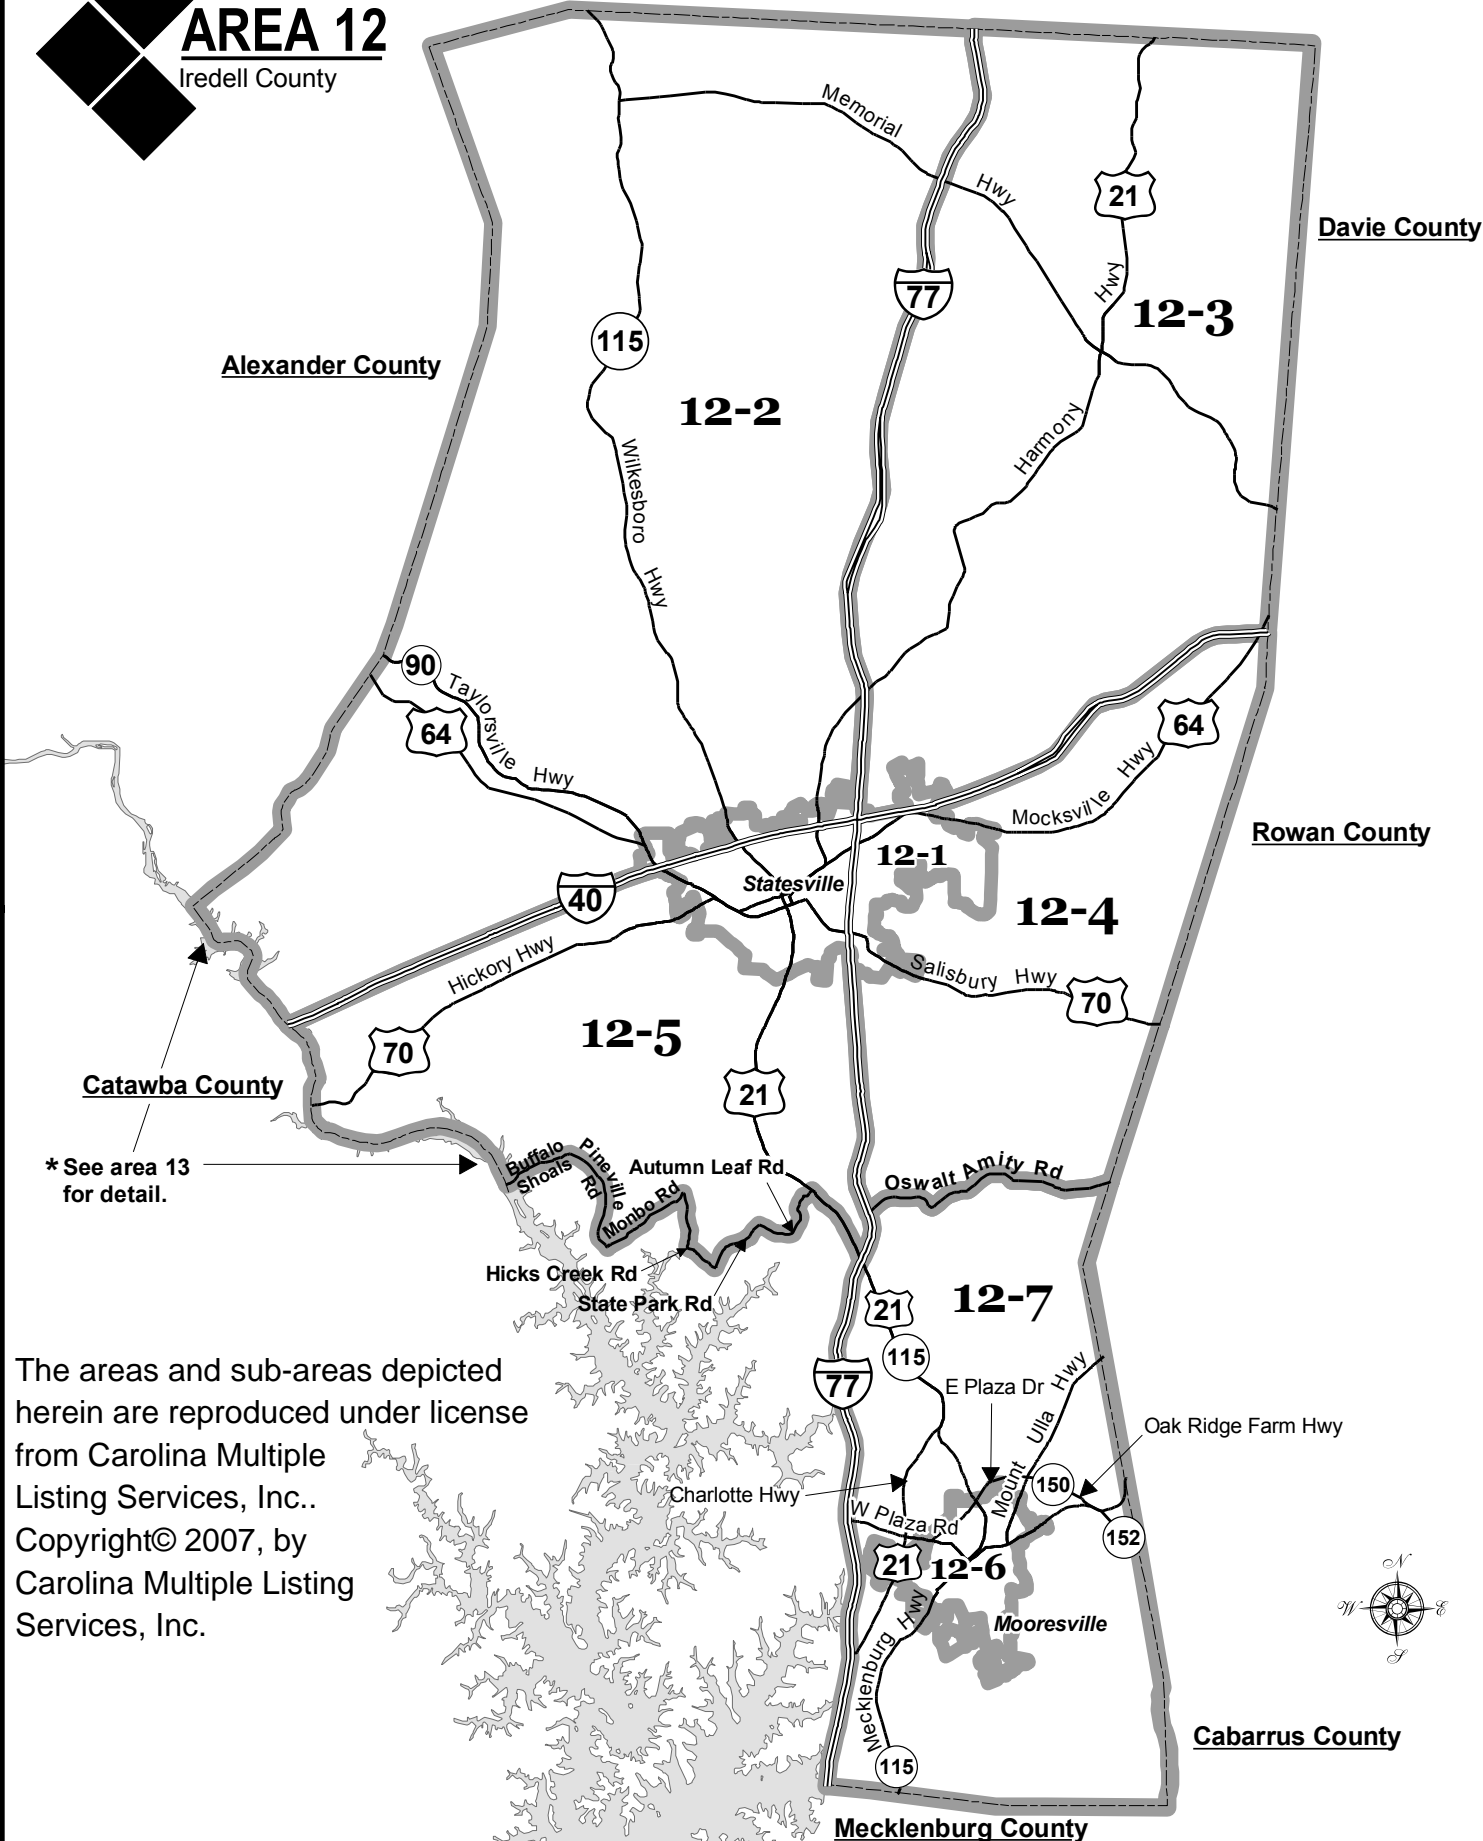 AREA 12
Iredell County
Memorial
Hwy
21
Davie County
Hwy
77
12-3
115
Alexander County
12-2
Harmony
Wilkesboro
Hwy
90
Taylorsville
Hwy
64
64
Mocksville Hwy
Rowan County
12-1
Statesville
40
12-4
Hickory Hwy
Salisbury Hwy
70
12-5
70
21
Catawba County
* See area 13
for detail.
Buffalo
Shoals
Pineville
Rd
Autumn Leaf Rd
Oswalt Amity Rd
Monbo Rd
Hicks Creek Rd
State Park Rd
12-7
21
115
77
E Plaza Dr
Mount Ulla Hwy
Oak Ridge Farm Hwy
The areas and sub-areas depicted
herein are reproduced under license
from Carolina Multiple
Listing Services, Inc..
Copyright© 2007, by
Carolina Multiple Listing
Services, Inc.
150
Charlotte Hwy
W Plaza Rd
152
21
12-6
N
W
E
S
Mooresville
Mecklenburg Hwy
115
Cabarrus County
Mecklenburg County